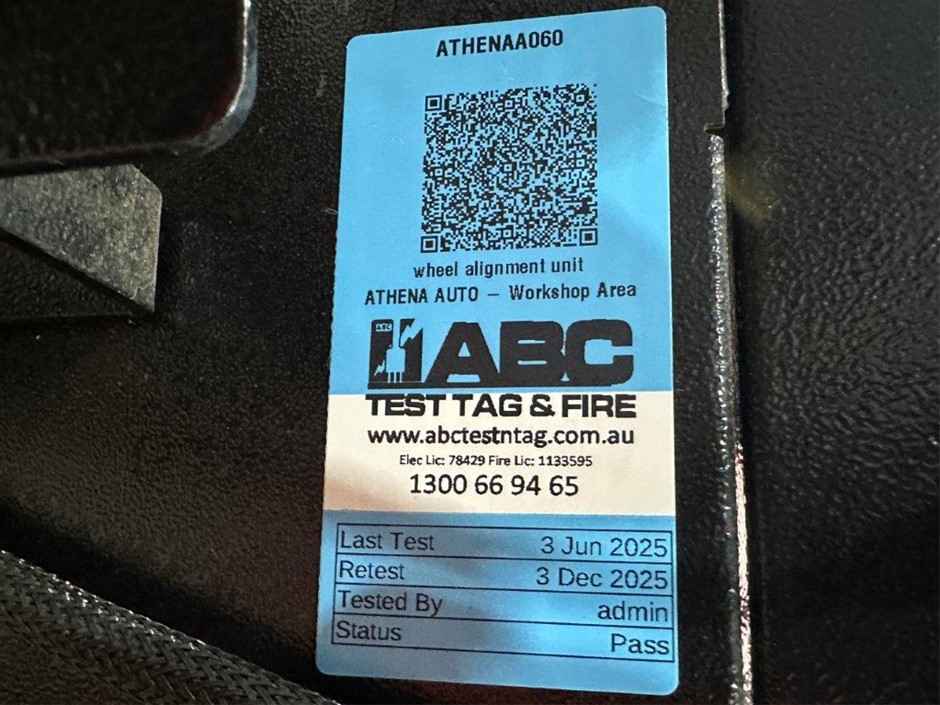 ATHENAA060
wheel alignment unit
ATHENA AUTO – Workshop Area
ABC
ABC
TEST TAG & FIRE
www.abctestntag.com.au
Elec Lic: 78429 Fire Lic: 1133595
1300 66 94 65
Last Test 3 Jun 2025
Retest 3 Dec 2025
Tested By admin
Status Pass